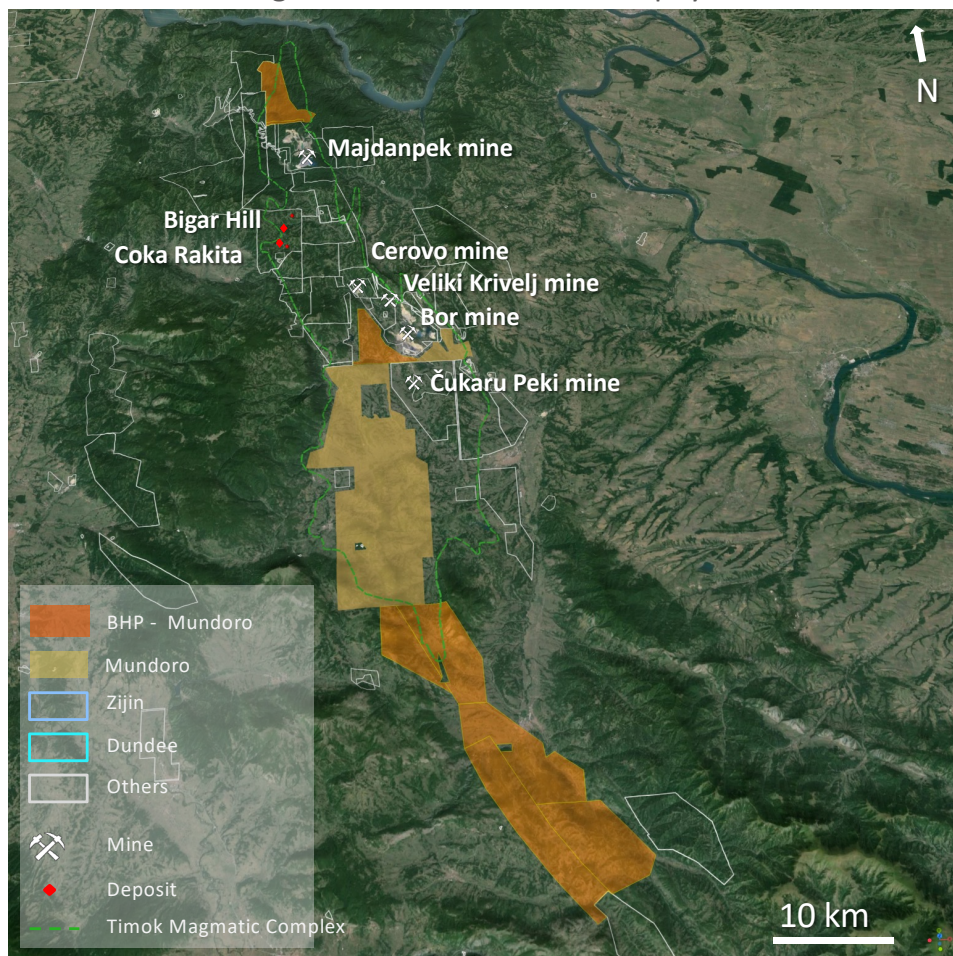 N
Majdanpek mine
Bigar Hill
Coka Rakita
Cerovo mine
Veliki Krivelj mine
Bor mine
Čukaru Peki mine
BHP - Mundoro
Mundoro
Zijin
Dundee
Others
Mine
Deposit
Timok Magmatic Complex
10 km